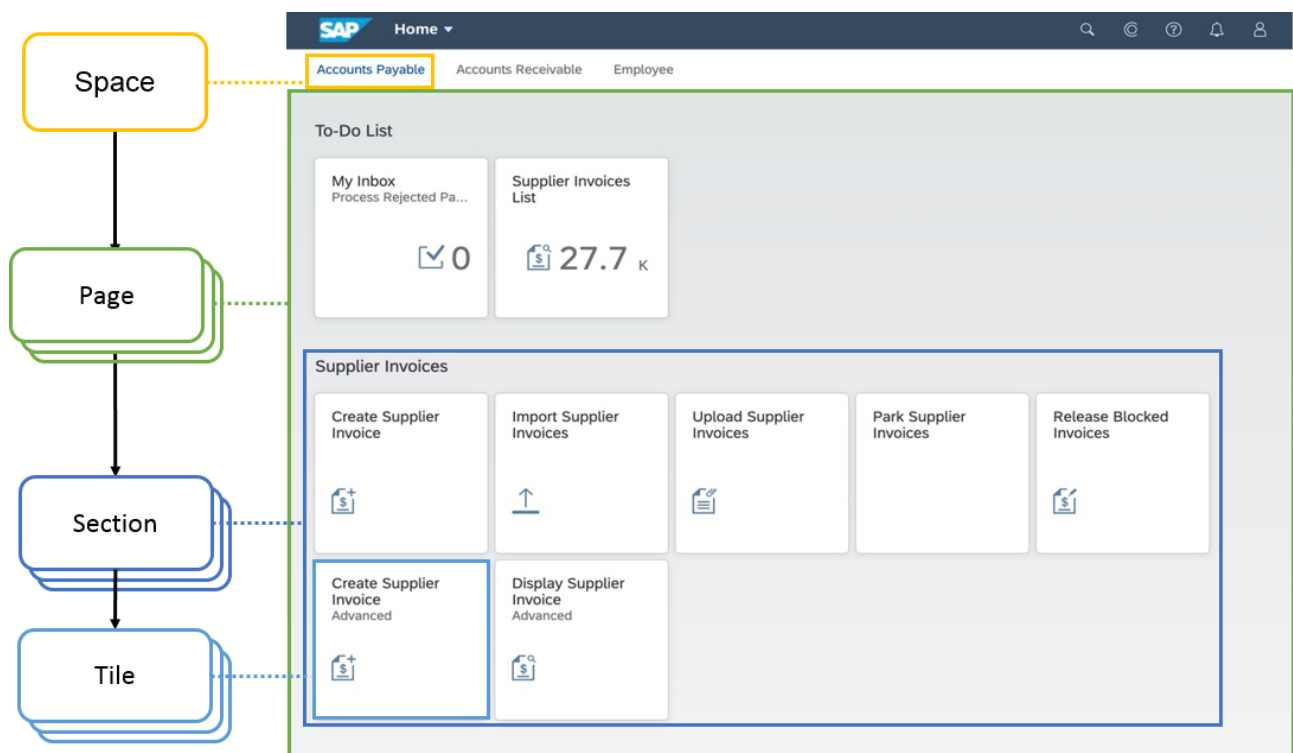 SAP Home
Space
Accounts Payable Accounts Receivable Employee
To-Do List
My Inbox
Process Rejected Pa...
0
Supplier Invoices
List
27.7 K
Page
Supplier Invoices
Create Supplier
Invoice
Import Supplier
Invoices
Upload Supplier
Invoices
Park Supplier
Invoices
Release Blocked
Invoices
Section
Create Supplier
Invoice
Advanced
Display Supplier
Invoice
Advanced
Tile